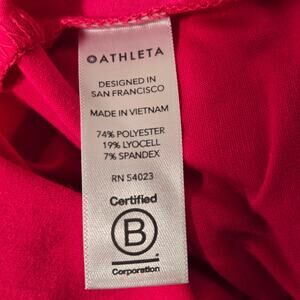 ATHLETA
DESIGNED IN
SAN FRANCISCO
MADE IN VIETNAM
74% POLYESTER
19% LYOCELL
7% SPANDEX
RN 54023
Certified
B
Corporation